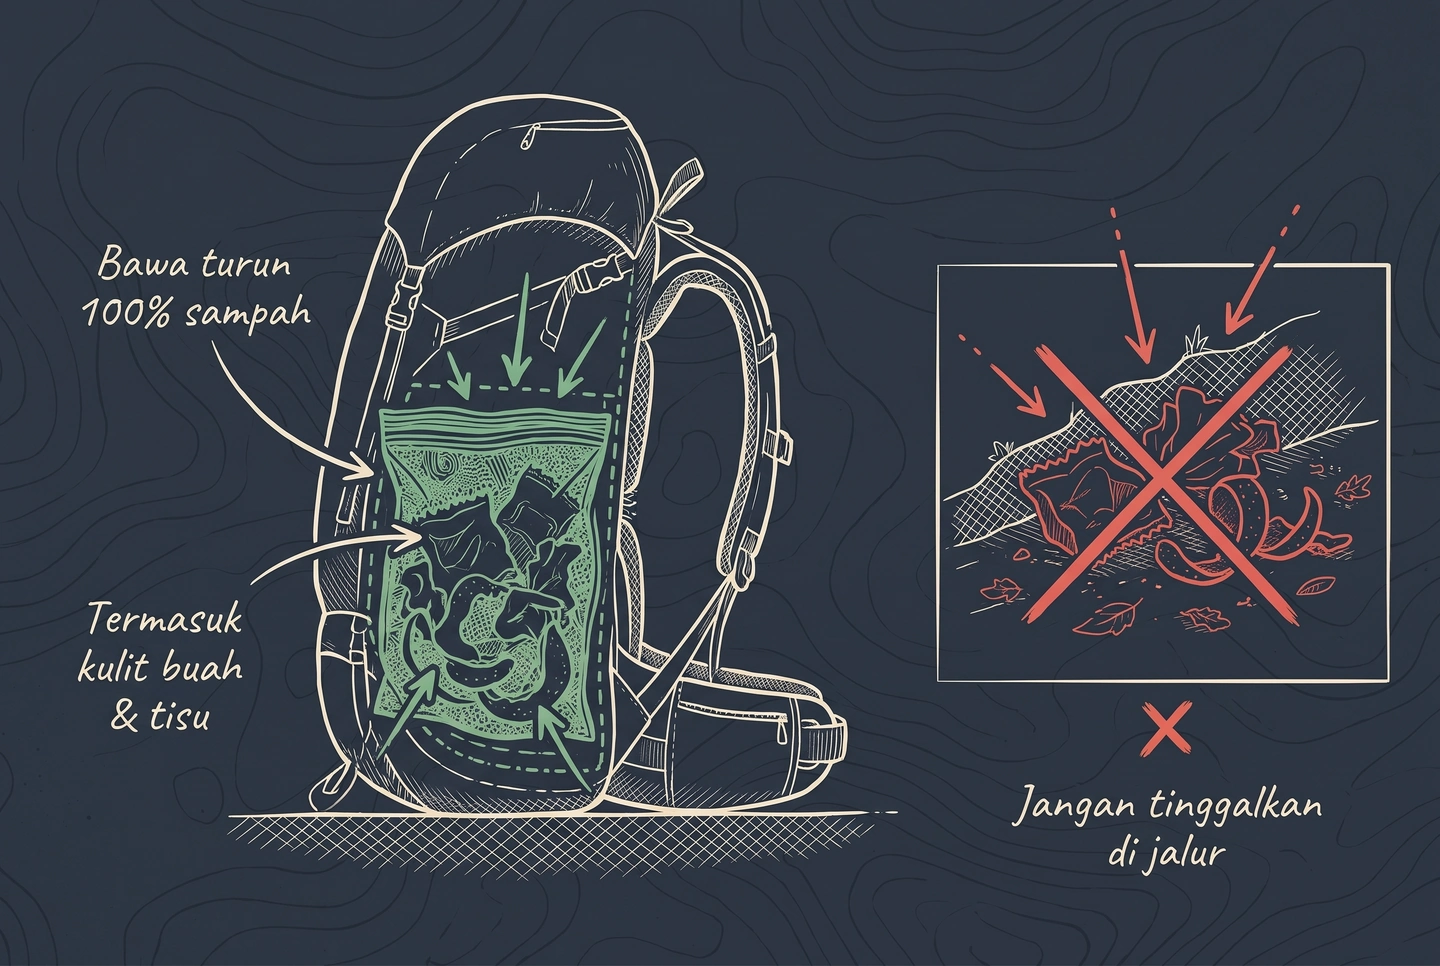 Bawa turun
100% sampah
Termasuk
kulit buah
& tisu
Jangan tinggalkan
di jalur